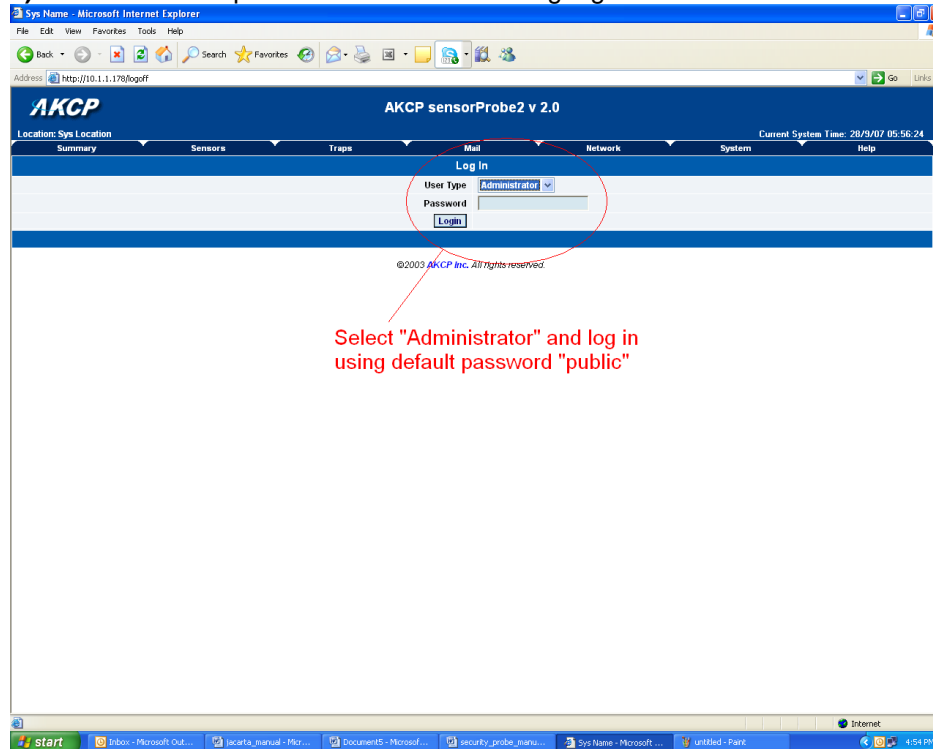 Sys Name - Microsoft Internet Explorer
File Edit View Favorites Tools Help
Back Search Favorites
Address http://10.1.1.178/logoff Go Links
AKCP AKCP sensorProbe2 v 2.0
Location: Sys Location Current System Time: 28/9/07 05:56:24
Summary Sensors Traps Mail Network System Help
Log In
User Type Administrator
Password
Login
©2003 AKCP Inc. All rights reserved.
Select "Administrator" and log in
using default password "public"
Internet
start Inbox - Microsoft Out... jacarta_manual - Micr... Document5 - Microsof... security_probe_manu... Sys Name - Microsoft ... untitled - Paint 4:54 PM